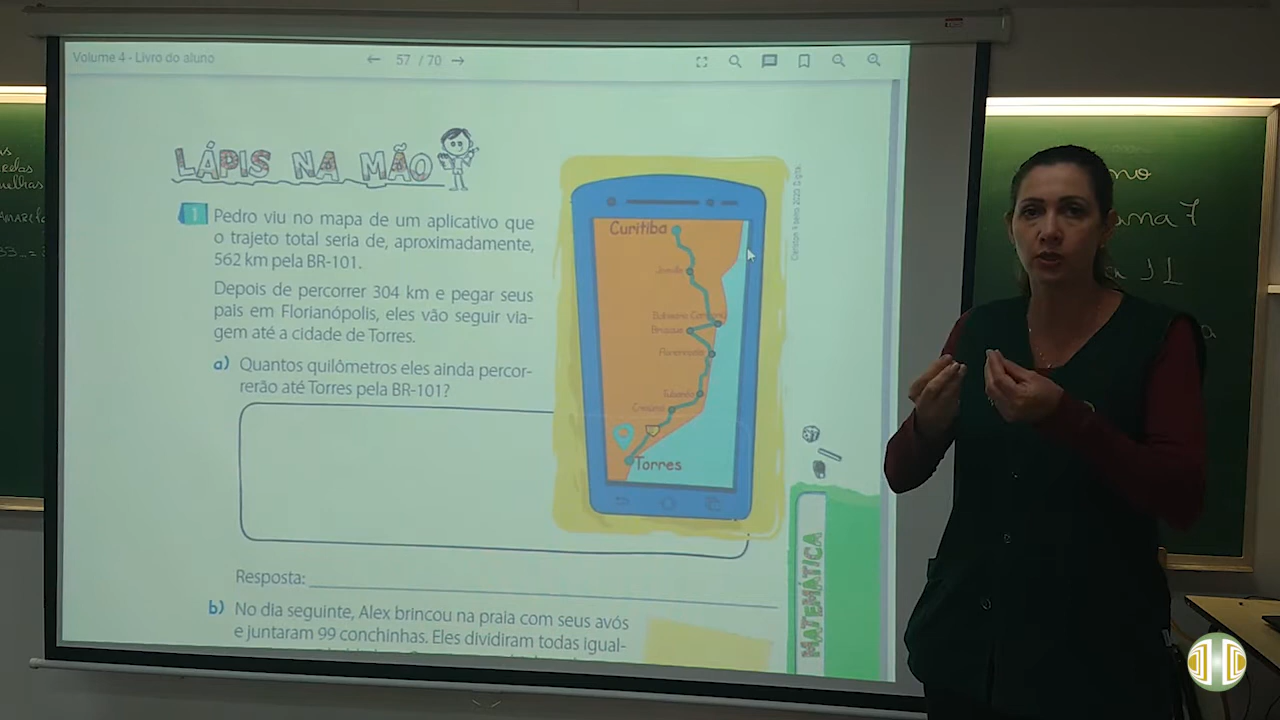 Volume 4 - Livro do aluno
57 / 70
LÁPIS NA MÃO
1 Pedro viu no mapa de um aplicativo que
o trajeto total seria de, aproximadamente,
562 km pela BR-101.
Depois de percorrer 304 km e pegar seus
pais em Florianópolis, eles vão seguir via-
gem até a cidade de Torres.
a) Quantos quilômetros eles ainda percor-
rerão até Torres pela BR-101?
Resposta:
b) No dia seguinte, Alex brincou na praia com seus avós
e juntaram 99 conchinhas. Eles dividiram todas igual-
Curitiba
Joinville
Brusque
Florianópolis
Tubarão
Criciúma
Torres
MATEMÁTICA